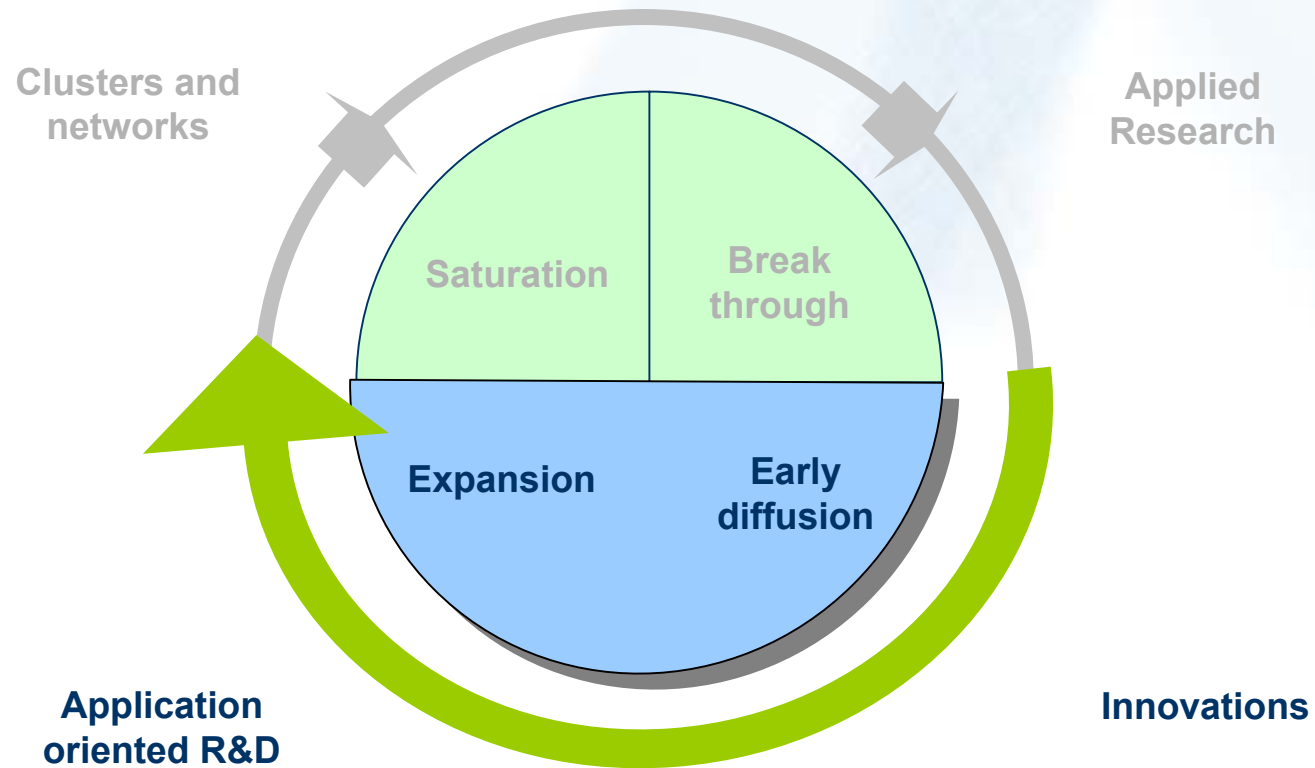 Clusters and
networks
Applied
Research
Saturation
Break
through
Expansion
Early
diffusion
Application
oriented R&D
Innovations